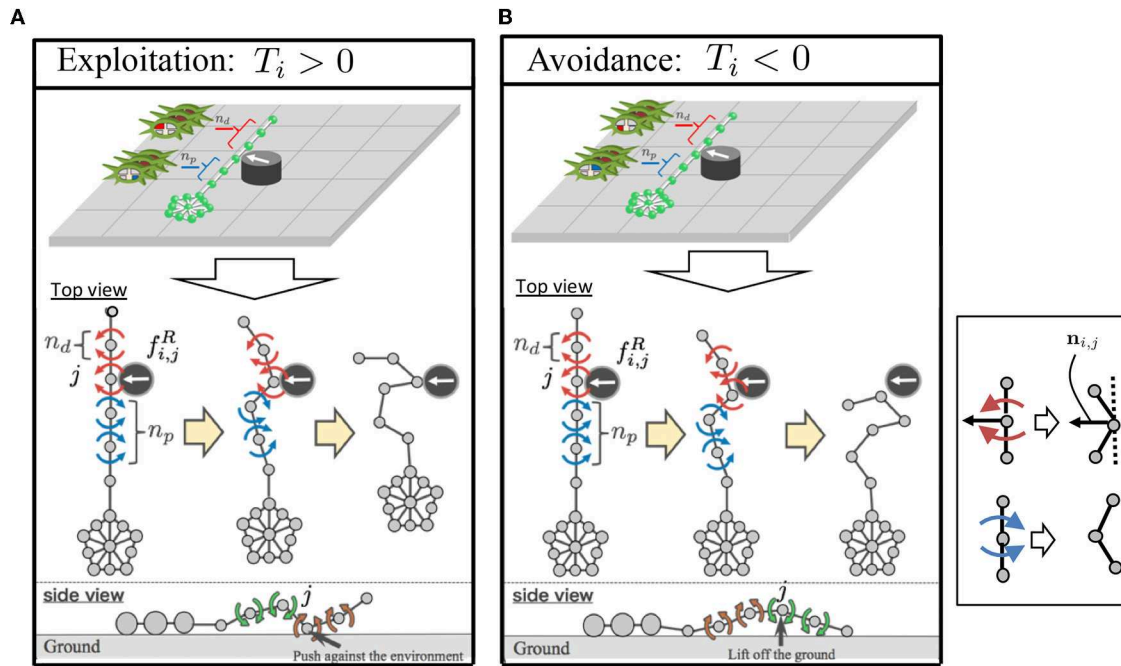 A
Exploitation: T_i > 0
n_d
n_p
Top view
n_d
f^R_{i,j}
j
n_p
side view
j
Ground
Push against the environment
B
Avoidance: T_i < 0
n_d
n_p
Top view
n_d
f^R_{i,j}
j
n_p
side view
j
Ground
Lift off the ground
n_{i,j}